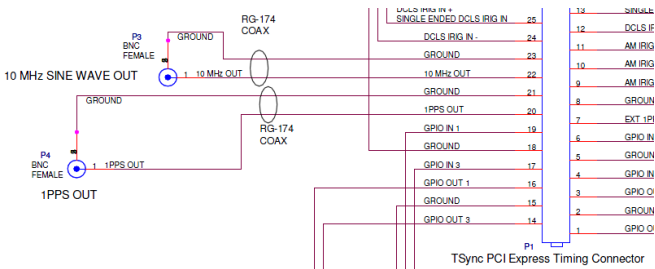 DCLS IRIG IN +
SINGLE ENDED DCLS IRIG IN
25
DCLS IRIG IN -
24
GROUND
23
10 MHz OUT
22
GROUND
21
1PPS OUT
20
GPIO IN 1
19
GROUND
18
GPIO IN 3
17
GPIO OUT 1
16
GROUND
15
GPIO OUT 3
14
13
SINGLE
12
DCLS
11
AM IRIG
10
AM IRIG
9
AM IRIG
8
7
EXT
6
GPIO IN
5
4
GPIO IN
3
GPIO
2
1
GPIO
P3
BNC
FEMALE
GROUND
RG-174
COAX
10 MHz SINE WAVE OUT
1
10 MHz OUT
GROUND
RG-174
COAX
P4
BNC
FEMALE
1
1PPS OUT
1PPS OUT
P1
TSync PCI Express Timing Connector